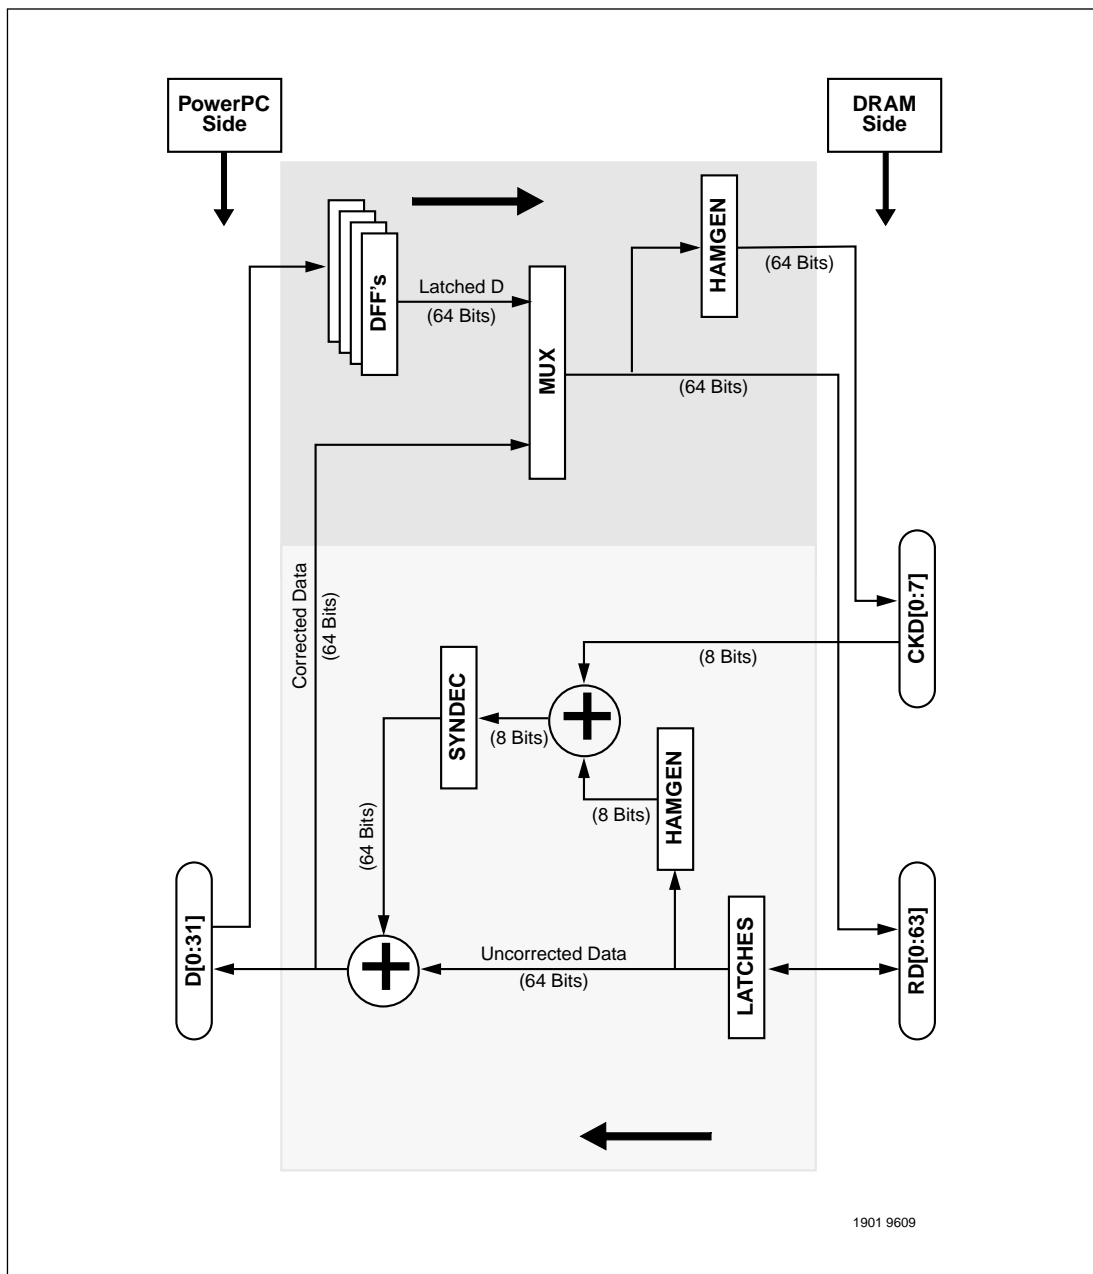 PowerPC
Side
DRAM
Side
HAMGEN
(64 Bits)
DFF's
Latched D
(64 Bits)
MUX
(64 Bits)
Corrected Data
(64 Bits)
CKD[0:7]
(8 Bits)
SYNDEC
(8 Bits)
HAMGEN
(8 Bits)
(64 Bits)
D[0:31]
Uncorrected Data
(64 Bits)
LATCHES
RD[0:63]
1901 9609